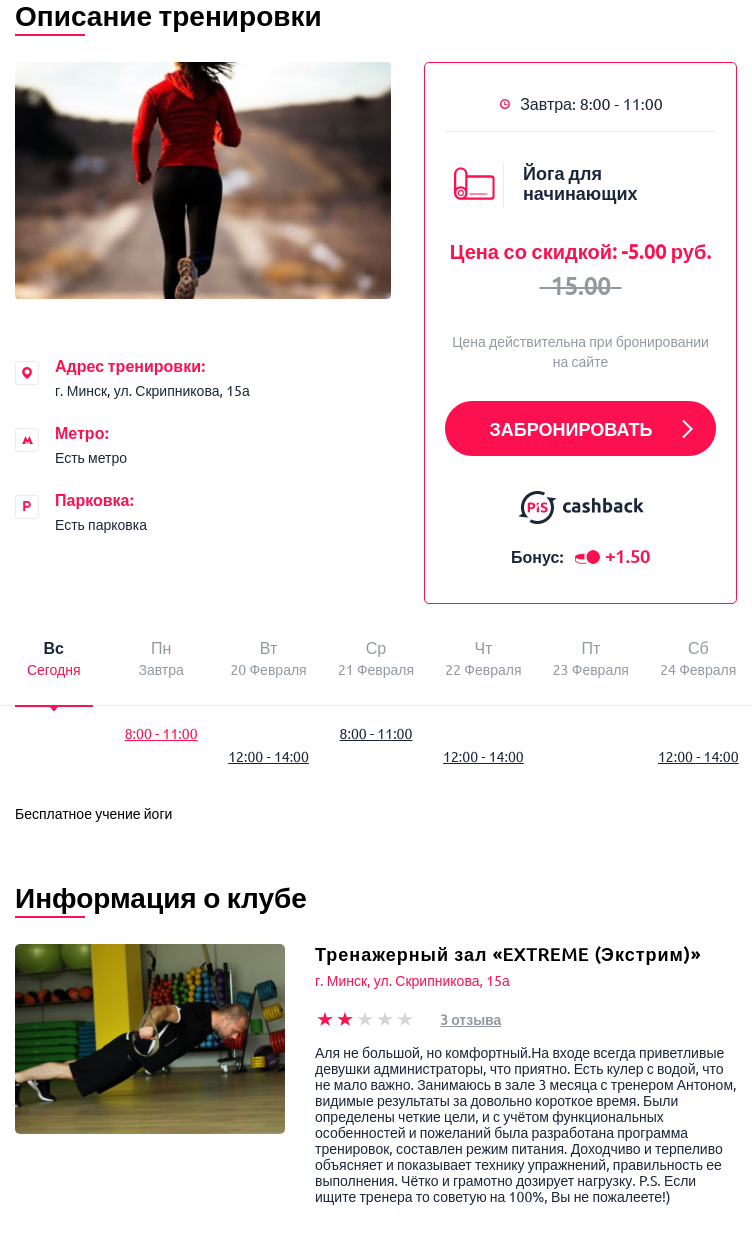 Описание тренировки
Завтра: 8:00 - 11:00
Йога для
начинающих
Цена со скидкой: -5.00 руб.
15.00
Цена действительна при бронировании
на сайте
ЗАБРОНИРОВАТЬ
PiS cashback
Бонус: +1.50
Адрес тренировки:
г. Минск, ул. Скрипникова, 15а
Метро:
Есть метро
P Парковка:
Есть парковка
Вс Пн Вт Ср Чт Пт Сб
Сегодня Завтра 20 Февраля 21 Февраля 22 Февраля 23 Февраля 24 Февраля
8:00 - 11:00 8:00 - 11:00
12:00 - 14:00 12:00 - 14:00 12:00 - 14:00
Бесплатное учение йоги
Информация о клубе
Тренажерный зал «EXTREME (Экстрим)»
г. Минск, ул. Скрипникова, 15а
3 отзыва
Аля не большой, но комфортный.На входе всегда приветливые
девушки администраторы, что приятно. Есть кулер с водой, что
не мало важно. Занимаюсь в зале 3 месяца с тренером Антоном,
видимые результаты за довольно короткое время. Были
определены четкие цели, и с учётом функциональных
особенностей и пожеланий была разработана программа
тренировок, составлен режим питания. Доходчиво и терпеливо
объясняет и показывает технику упражнений, правильность ее
выполнения. Чётко и грамотно дозирует нагрузку. P.S. Если
ищите тренера то советую на 100%, Вы не пожалеете!)